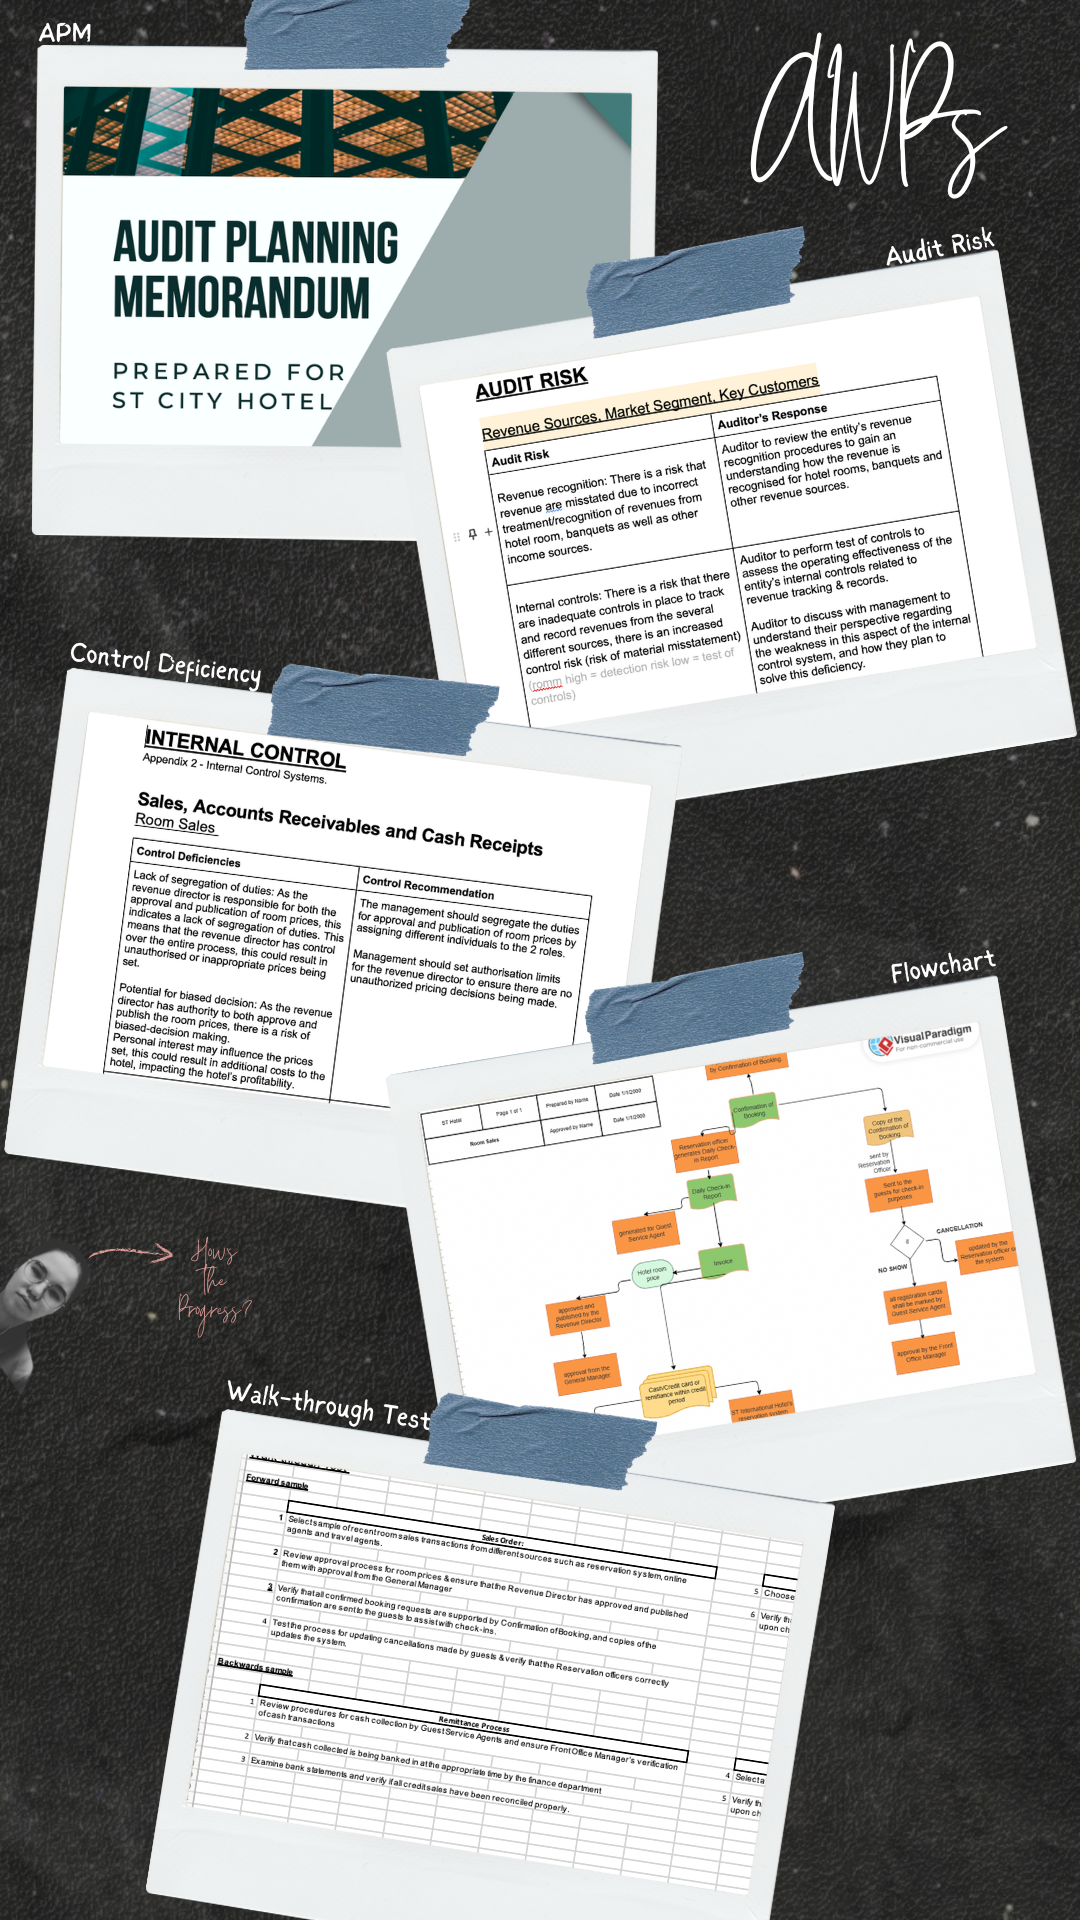 APM
AWPs
AUDIT PLANNING
MEMORANDUM
PREPARED FOR
ST CITY HOTEL
Audit Risk
AUDIT RISK
Revenue Sources, Market Segment, Key Customers
Audit Risk
Auditor's Response
Revenue recognition: There is a risk that
revenue are misstated due to incorrect
treatment/recognition of revenues from
hotel room, banquets as well as other
income sources.
Auditor to review the entity's revenue
recognition procedures to gain an
understanding how the revenue is
recognised for hotel rooms, banquets and
other revenue sources.
Internal controls: There is a risk that there
are inadequate controls in place to track
and record revenues from the several
different sources, there is an increased
control risk (risk of material misstatement)
(romm high = detection risk low = test of
controls)
Auditor to perform test of controls to
assess the operating effectiveness of the
entity's internal controls related to
revenue tracking & records.
Auditor to discuss with management to
understand their perspective regarding
the weakness in this aspect of the internal
control system, and how they plan to
solve this deficiency.
Control Deficiency
INTERNAL CONTROL
Appendix 2 - Internal Control Systems.
Sales, Accounts Receivables and Cash Receipts
Room Sales
Control Deficiencies
Control Recommendation
Lack of segregation of duties: As the
revenue director is responsible for both the
approval and publication of room prices, this
indicates a lack of segregation of duties. This
means that the revenue director has control
over the entire process, this could result in
unauthorised or inappropriate prices being
set.
Potential for biased decision: As the revenue
director has authority to both approve and
publish the room prices, there is a risk of
biased-decision making.
Personal interest may influence the prices
set, this could result in additional costs to the
hotel, impacting the hotel's profitability.
The management should segregate the duties
for approval and publication of room prices by
assigning different individuals to the 2 roles.
Management should set authorisation limits
for the revenue director to ensure there are no
unauthorized pricing decisions being made.
Flowchart
Visual Paradigm
For non-commercial use
ST Hotel
Page 1 of 1
Prepared by Name
Date 1/1/2000
Room Sales
Approved by Name
Date 1/1/2000
by Confirmation of Booking.
Confirmation of
Booking
Reservation officer
generates Daily Check-
in Report
Daily Check-in
Report
generated for Guest
Service Agent
Invoice
Hotel room
price
approved and
published by the
Revenue Director
approval from the
General Manager
Cash/Credit card or
remittance within credit
period
ST International Hotel's
reservation system
Copy of the
Confirmation of
Booking
sent by
Reservation
Officer
Sent to the
guests for check-in
purposes
if
CANCELLATION
updated by the
Reservation officer
the system
NO SHOW
all registration cards
shall be marked by
Guest Service Agent
approval by the Front
Office Manager
Hows
The
Progress?
Walk-through Test
Forward sample
Sales Order:
1 Select sample of recent room sales transactions from different sources such as reservation system, online
agents and travel agents.
2 Review approval process for room prices & ensure that the Revenue Director has approved and published
them with approval from the General Manager
3 Verify that all confirmed booking requests are supported by Confirmation of Booking, and copies of the
confirmation are sent to the guests to assist with check-ins.
4 Test the process for updating cancellations made by guests & verify that the Reservation officers correctly
updates the system.
5 Choose
6 Verify th
upon ch
Backwards sample
Remittance Process
1 Review procedures for cash collection by Guest Service Agents and ensure Front Office Manager's verification
of cash transactions
2 Verify that cash collected is being banked in at the appropriate time by the finance department
3 Examine bank statements and verify if all credit sales have been reconciled properly.
4 Select a
5 Verify th
upon ch